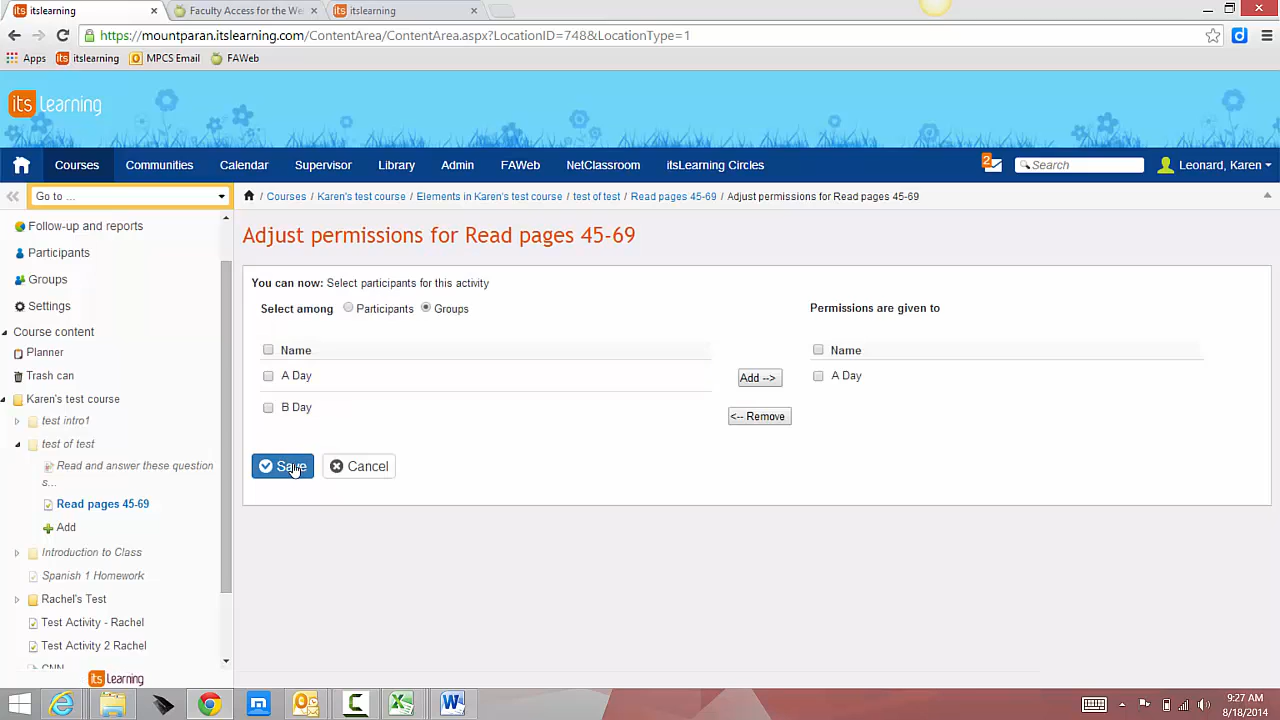 itslearning
Faculty Access for the We
itslearning
https://mountparan.itslearning.com/ContentArea/ContentArea.aspx?LocationID=748&LocationType=1
Apps itslearning MPCS Email FAWeb
its learning
Courses Communities Calendar Supervisor Library Admin FAWeb NetClassroom itsLearning Circles 2 Search Leonard, Karen
Go to ...
/ Courses / Karen's test course / Elements in Karen's test course / test of test / Read pages 45-69 / Adjust permissions for Read pages 45-69
Follow-up and reports
Participants
Groups
Settings
Course content
Planner
Trash can
Karen's test course
test intro1
test of test
Read and answer these question
s...
Read pages 45-69
Add
Introduction to Class
Spanish 1 Homework
Rachel's Test
Test Activity - Rachel
Test Activity 2 Rachel
CNN
its learning
Adjust permissions for Read pages 45-69
You can now: Select participants for this activity
Select among Participants Groups
Name
A Day
B Day
Add -->
<-- Remove
Permissions are given to
Name
A Day
Save Cancel
9:27 AM
8/18/2014